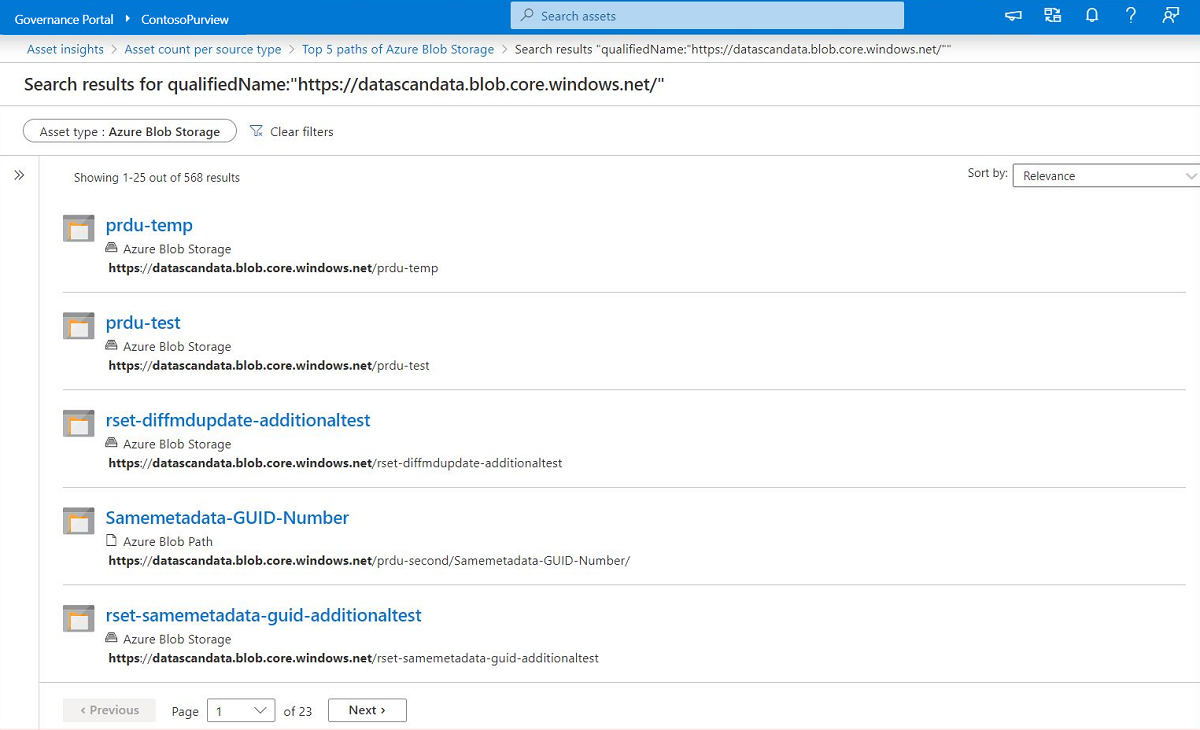 Governance Portal ContosoPurview Search assets
Asset insights > Asset count per source type > Top 5 paths of Azure Blob Storage > Search results "qualifiedName:"https://datascandata.blob.core.windows.net/""
Search results for qualifiedName:"https://datascandata.blob.core.windows.net/"
Asset type : Azure Blob Storage Clear filters
Showing 1-25 out of 568 results
Sort by: Relevance
prdu-temp
Azure Blob Storage
https://datascandata.blob.core.windows.net/prdu-temp
prdu-test
Azure Blob Storage
https://datascandata.blob.core.windows.net/prdu-test
rset-diffmdupdate-additionaltest
Azure Blob Storage
https://datascandata.blob.core.windows.net/rset-diffmdupdate-additionaltest
Samemetadata-GUID-Number
Azure Blob Path
https://datascandata.blob.core.windows.net/prdu-second/Samemetadata-GUID-Number/
rset-samemetadata-guid-additionaltest
Azure Blob Storage
https://datascandata.blob.core.windows.net/rset-samemetadata-guid-additionaltest
‹ Previous Page 1 of 23 Next ›